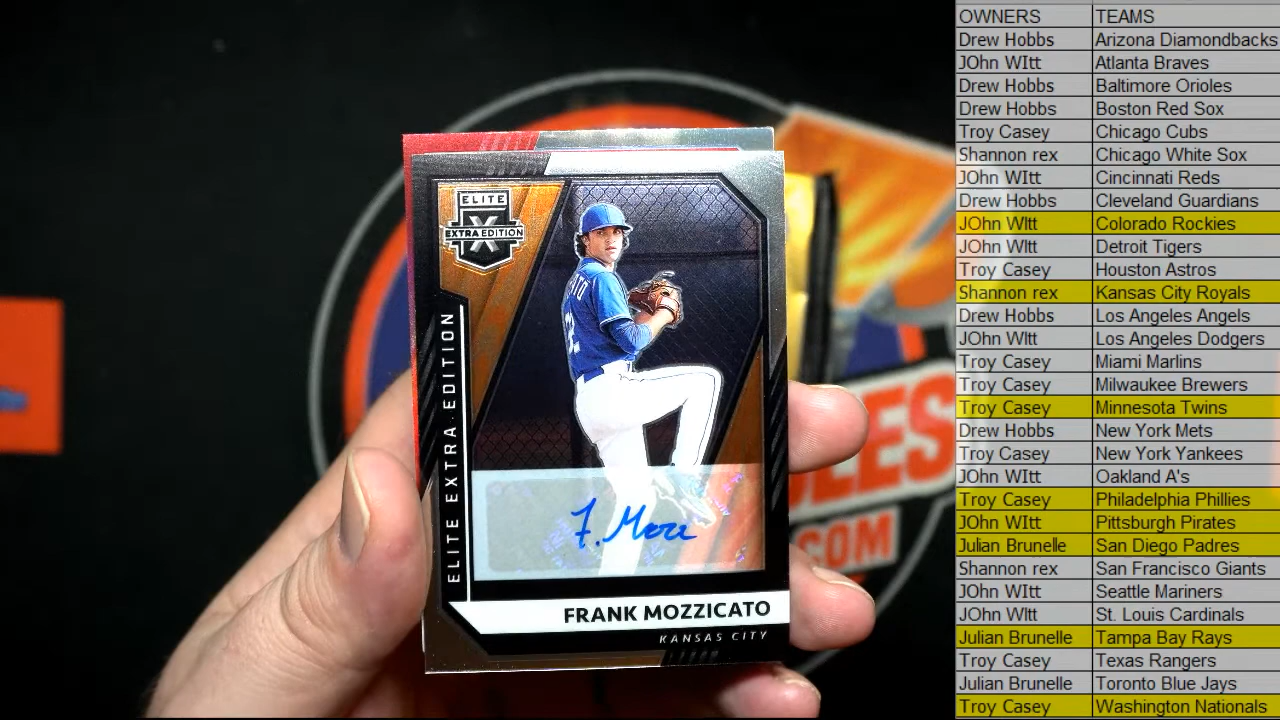 ELITE
X
EXTRA EDITION
ELITE EXTRA EDITION
F. Mozz
FRANK MOZZICATO
KANSAS CITY
LES
.COM
OWNERS TEAMS
Drew Hobbs Arizona Diamondbacks
JOhn WItt Atlanta Braves
Drew Hobbs Baltimore Orioles
Drew Hobbs Boston Red Sox
Troy Casey Chicago Cubs
Shannon rex Chicago White Sox
JOhn WItt Cincinnati Reds
Drew Hobbs Cleveland Guardians
JOhn WItt Colorado Rockies
JOhn WItt Detroit Tigers
Troy Casey Houston Astros
Shannon rex Kansas City Royals
Drew Hobbs Los Angeles Angels
JOhn WItt Los Angeles Dodgers
Troy Casey Miami Marlins
Troy Casey Milwaukee Brewers
Troy Casey Minnesota Twins
Drew Hobbs New York Mets
Troy Casey New York Yankees
JOhn WItt Oakland A's
Troy Casey Philadelphia Phillies
JOhn WItt Pittsburgh Pirates
Julian Brunelle San Diego Padres
Shannon rex San Francisco Giants
JOhn WItt Seattle Mariners
JOhn WItt St. Louis Cardinals
Julian Brunelle Tampa Bay Rays
Troy Casey Texas Rangers
Julian Brunelle Toronto Blue Jays
Troy Casey Washington Nationals